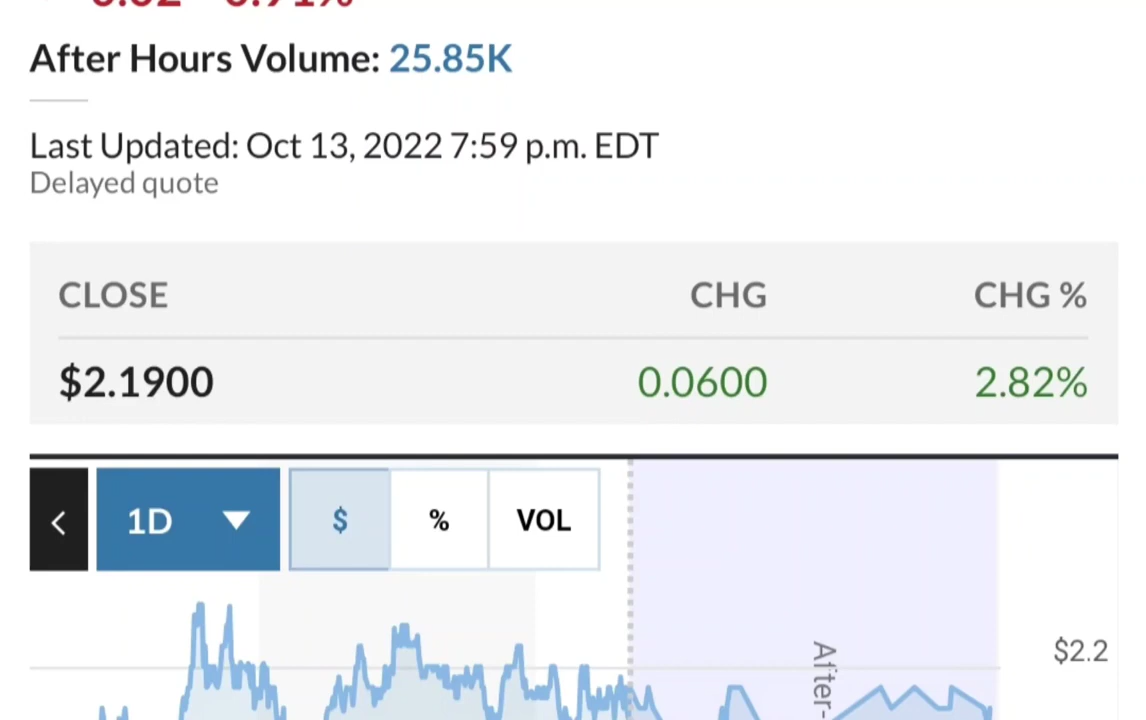 After Hours Volume: 25.85K
Last Updated: Oct 13, 2022 7:59 p.m. EDT
Delayed quote
CLOSE CHG CHG %
$2.1900 0.0600 2.82%
1D $ % VOL
$2.2
After-